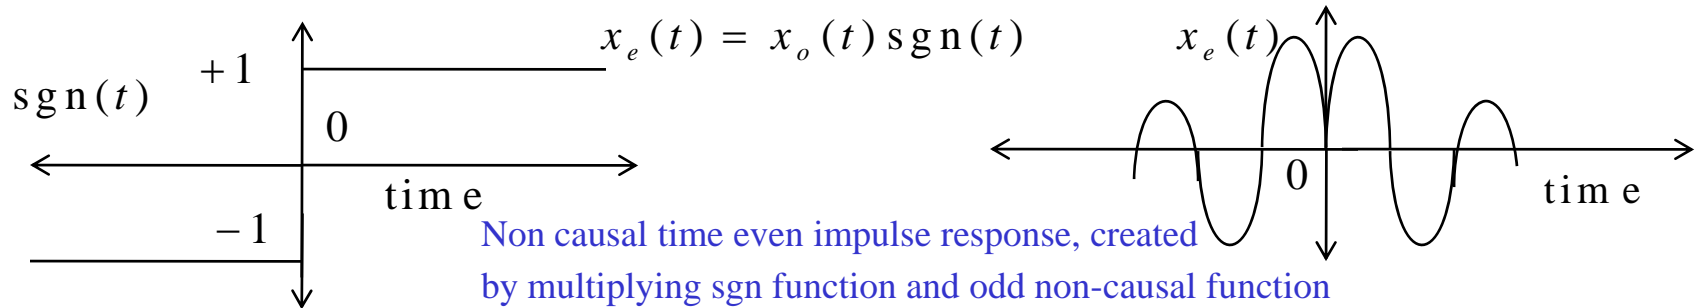 sgn(t)
+1
0
time
−1
x_e(t) = x_o(t) sgn(t)
x_e(t)
0
time
Non causal time even impulse response, created
by multiplying sgn function and odd non-causal function